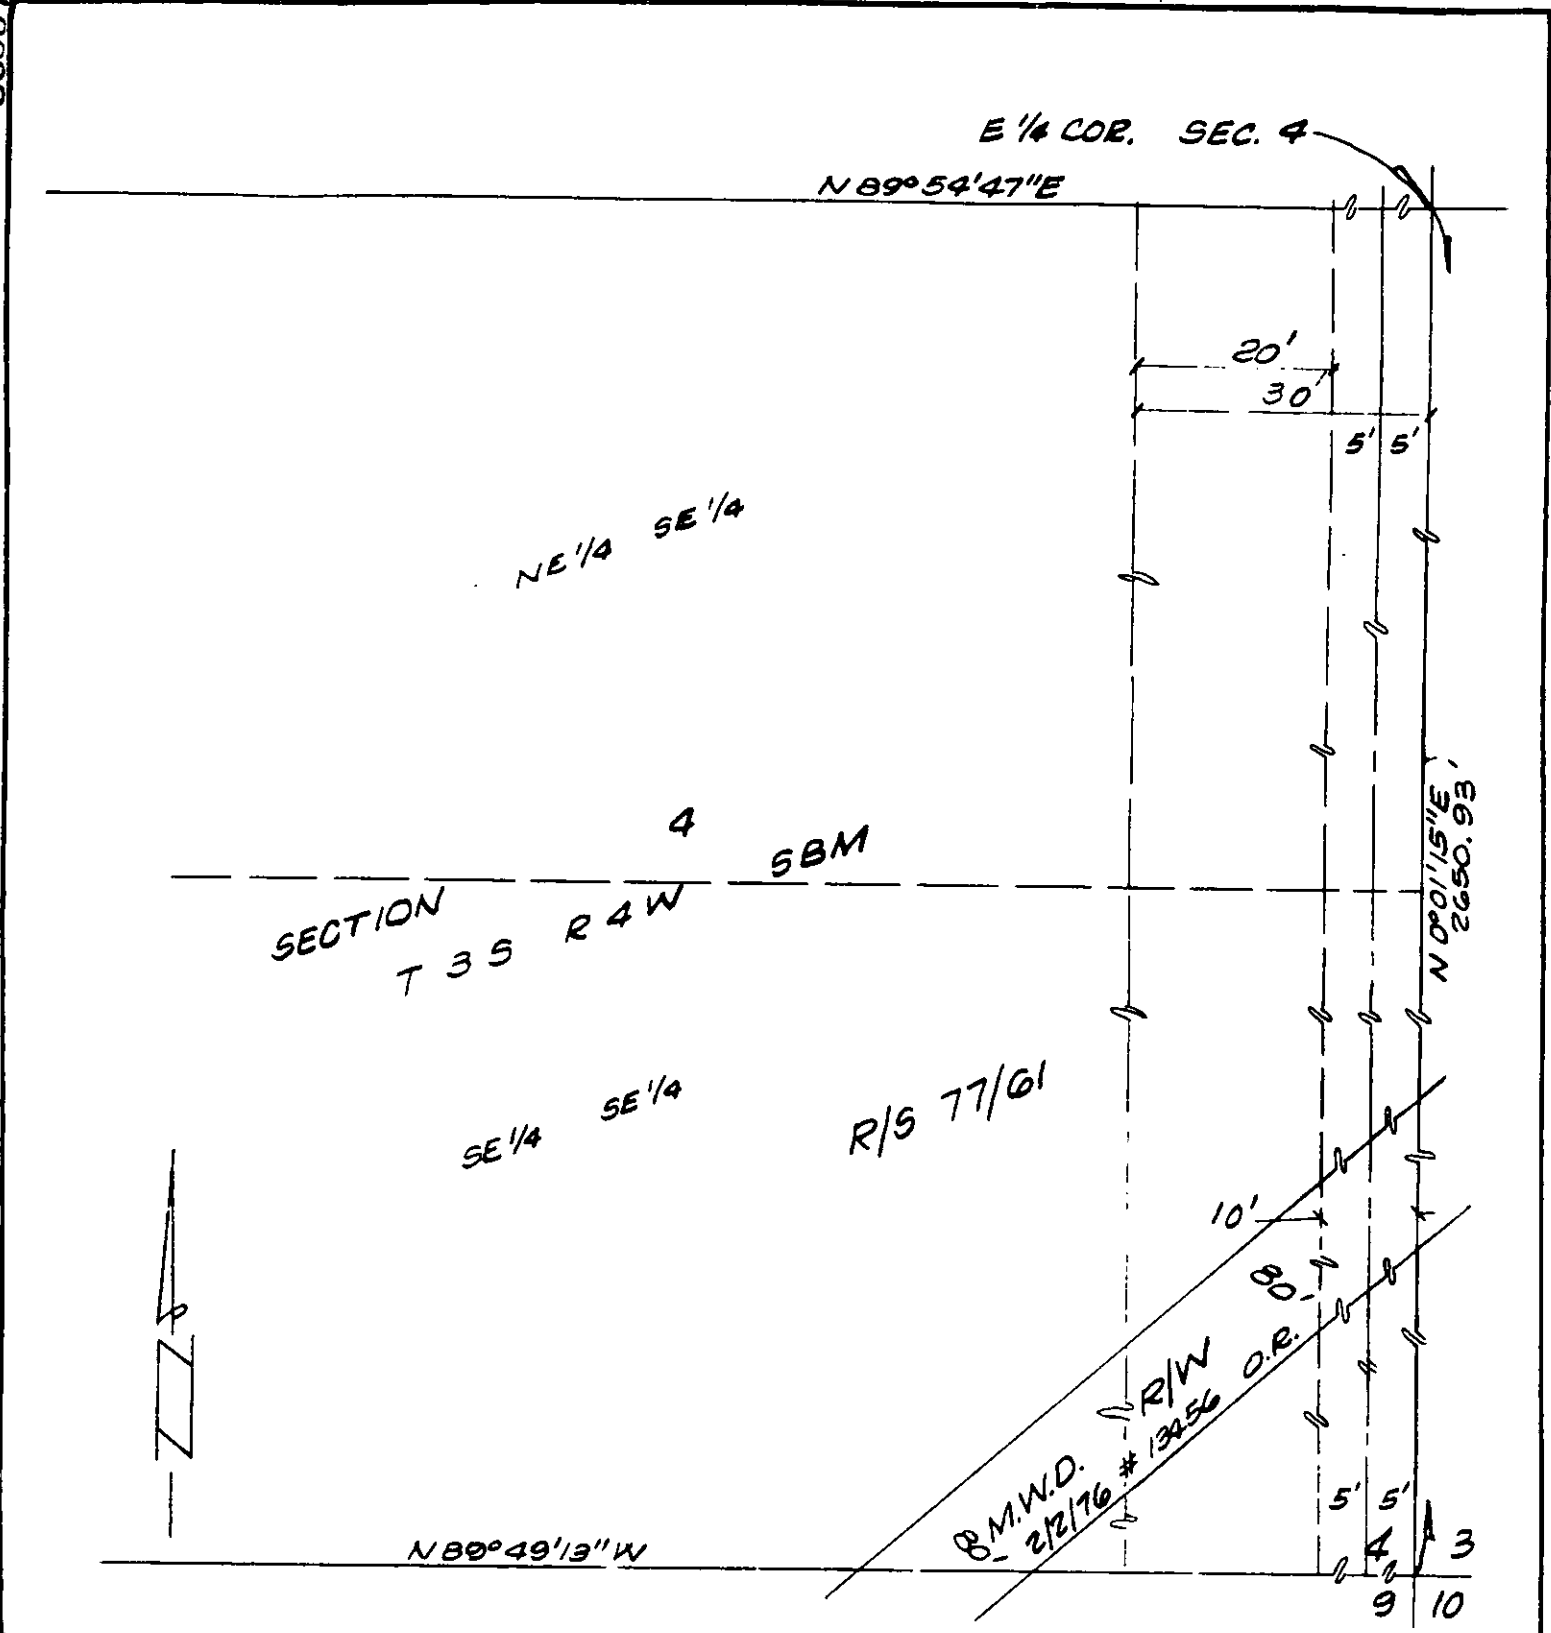 E 1/4 COR. SEC. 4
N 89° 54' 47" E
20'
30'
5' 5'
NE 1/4 SE 1/4
4
SBM
SECTION
T 3 S R 4 W
N 0° 01' 15" E
2650.93'
SE 1/4 SE 1/4
R/S 77/61
10'
80'
M.W.D. R/W
2/2/76 # 13456 O.R.
5' 5'
N 89° 49' 13" W
4 3
9 10